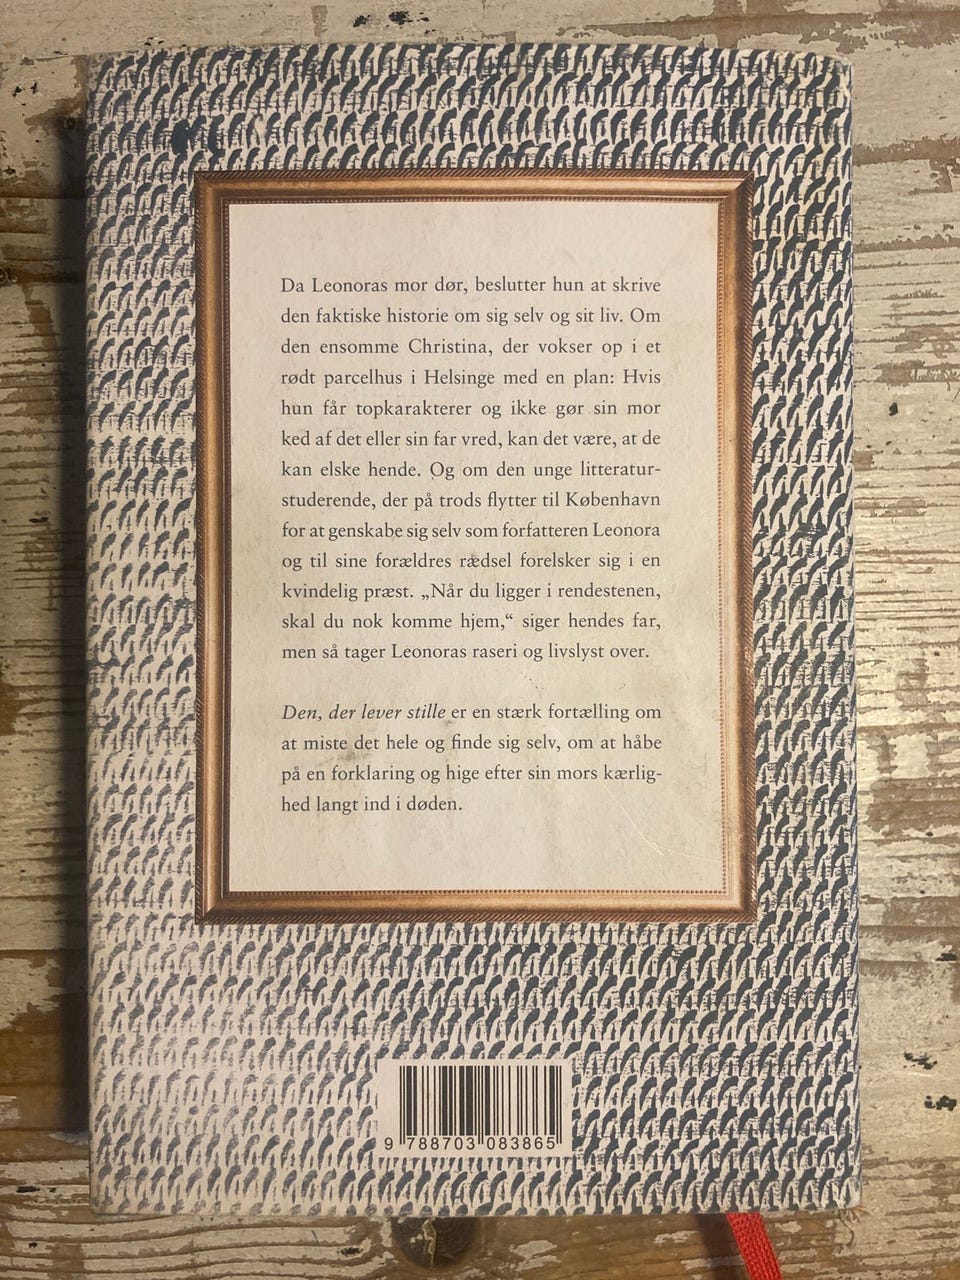 Da Leonoras mor dør, beslutter hun at skrive
den faktiske historie om sig selv og sit liv. Om
den ensomme Christina, der vokser op i et
rødt parcelhus i Helsinge med en plan: Hvis
hun får topkarakterer og ikke gør sin mor
ked af det eller sin far vred, kan det være, at de
kan elske hende. Og om den unge litteratur-
studerende, der på trods flytter til København
for at genskabe sig selv som forfatteren Leonora
og til sine forældres rædsel forelsker sig i en
kvindelig præst. „Når du ligger i rendestenen,
skal du nok komme hjem,“ siger hendes far,
men så tager Leonoras raseri og livslyst over.
Den, der lever stille er en stærk fortælling om
at miste det hele og finde sig selv, om at håbe
på en forklaring og hige efter sin mors kærlig-
hed langt ind i døden.
9 788703 083865